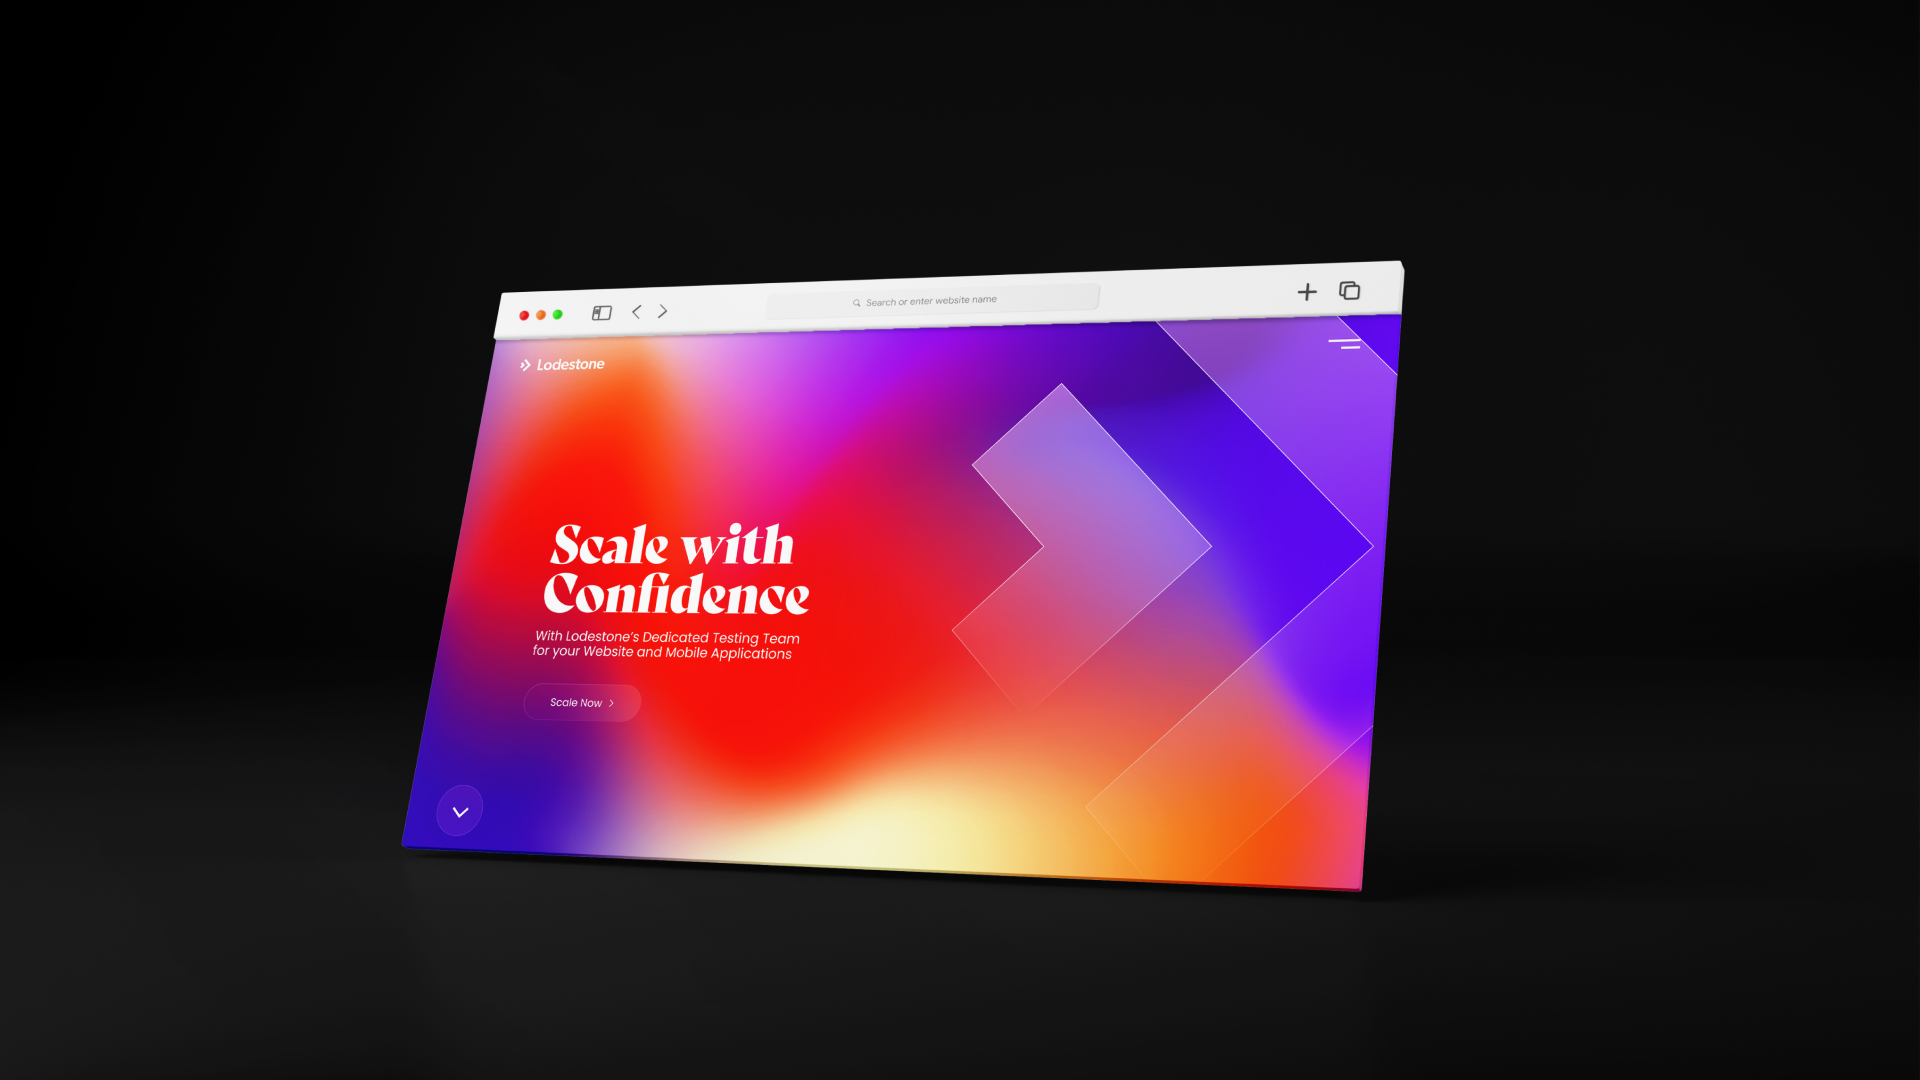 Search or enter website name
Lodestone
Scale with
Confidence
With Lodestone's Dedicated Testing Team
for your Website and Mobile Applications
Scale Now